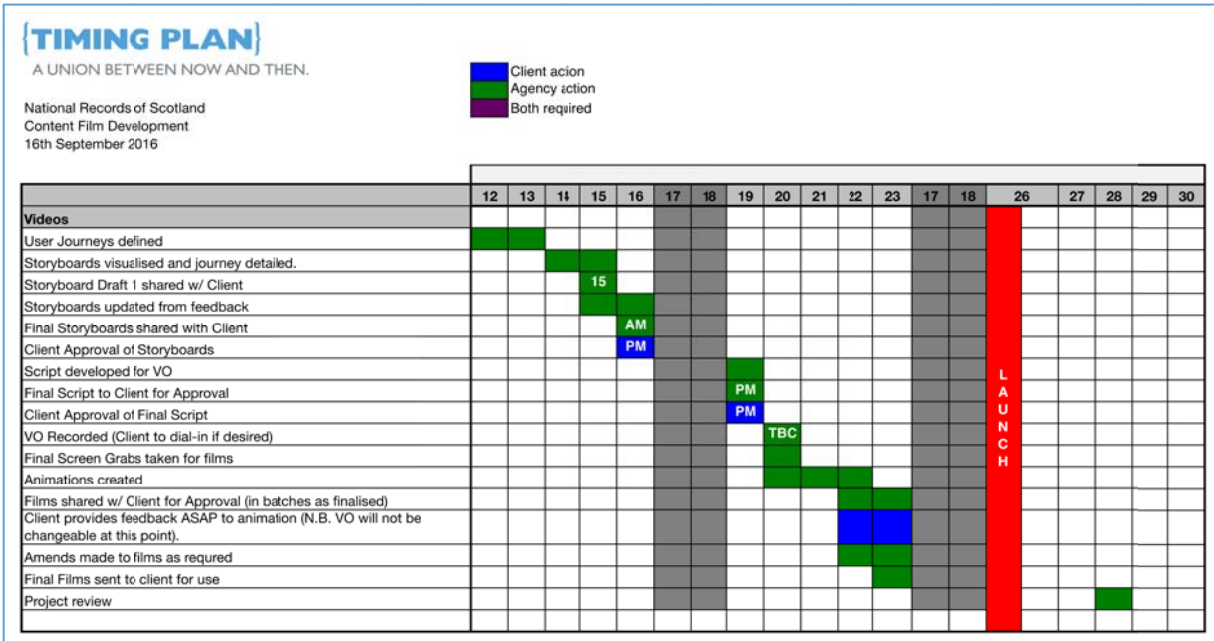 {TIMING PLAN}
A UNION BETWEEN NOW AND THEN.
Client acion
Agency action
Both required
National Records of Scotland
Content Film Development
16th September 2016
12 13 14 15 16 17 18 19 20 21 22 23 17 18 26 27 28 29 30
Videos
User Journeys defined
Storyboards visualised and journey detailed.
Storyboard Draft 1 shared w/ Client 15
Storyboards updated from feedback
Final Storyboards shared with Client AM
Client Approval of Storyboards PM
Script developed for VO
Final Script to Client for Approval PM
Client Approval of Final Script PM
VO Recorded (Client to dial-in if desired) TBC
Final Screen Grabs taken for films
Animations created
Films shared w/ Client for Approval (in batches as finalised)
Client provides feedback ASAP to animation (N.B. VO will not be
changeable at this point).
Amends made to films as requred
Final Films sent to client for use
Project review
LAUNCH